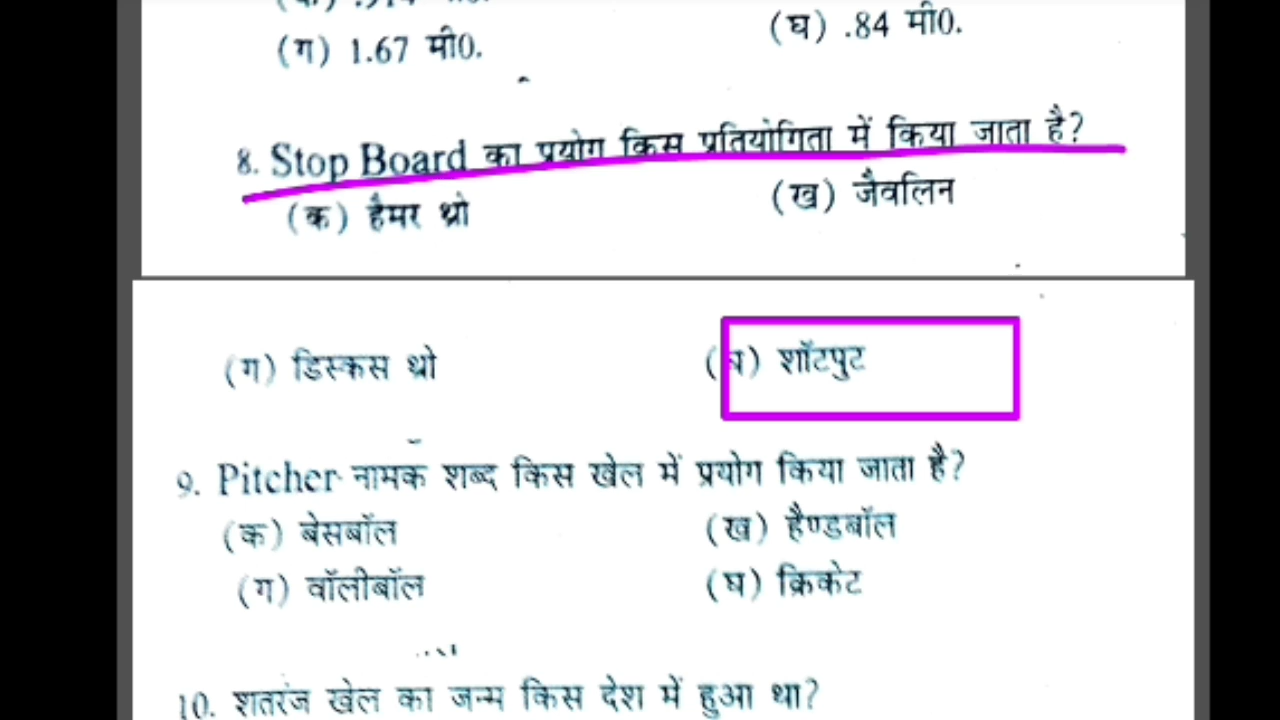 (ग) 1.67 मी0.
(घ) .84 मी0.
8. Stop Board का प्रयोग किस प्रतियोगिता में किया जाता है?
(क) हैमर थ्रो
(ख) जैवलिन
(ग) डिस्कस थ्रो
(घ) शॉटपुट
9. Pitcher नामक शब्द किस खेल में प्रयोग किया जाता है?
(क) बेसबॉल
(ख) हैण्डबॉल
(ग) वॉलीबॉल
(घ) क्रिकेट
10. शतरंज खेल का जन्म किस देश में हुआ था?